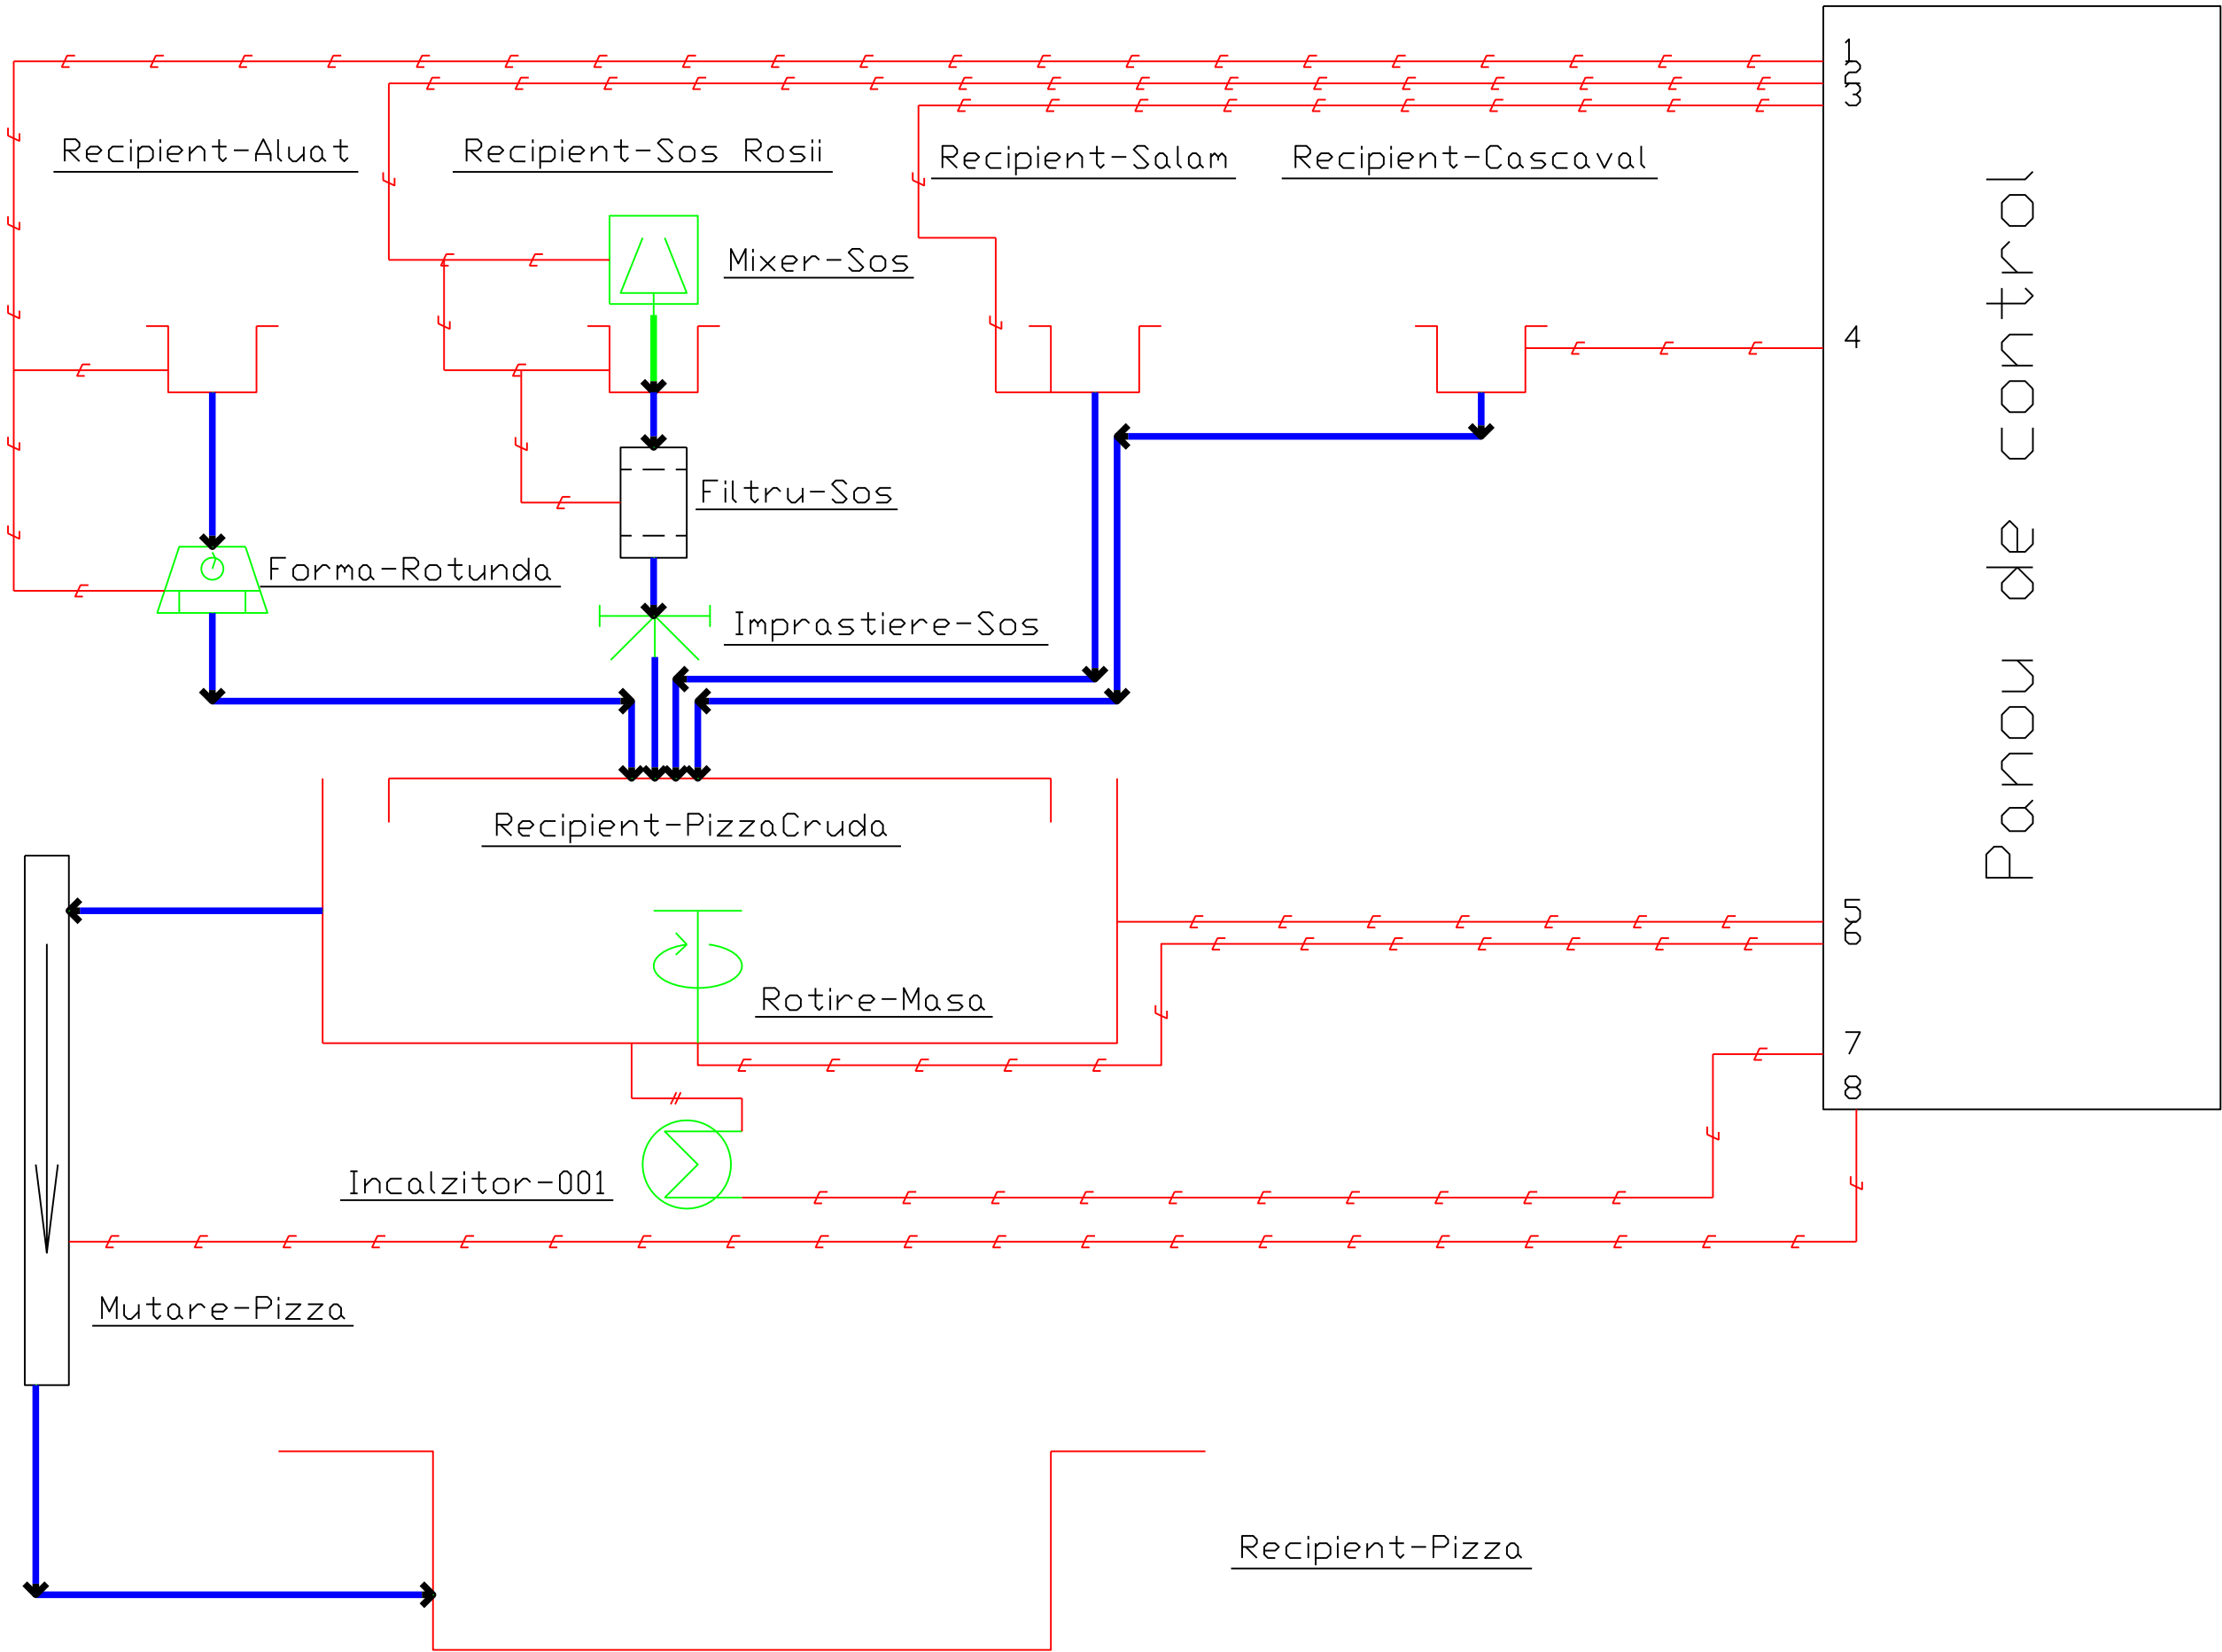 1
2
3
Recipient-Aluat
Recipient-Sos Rosii
Recipient-Salam
Recipient-Cascaval
Mixer-Sos
4
Filtru-Sos
Forma-Rotunda
Imprastiere-Sos
Panou de control
Recipient-PizzaCruda
5
6
Rotire-Masa
7
8
Incalzitor-001
Mutare-Pizza
Recipient-Pizza